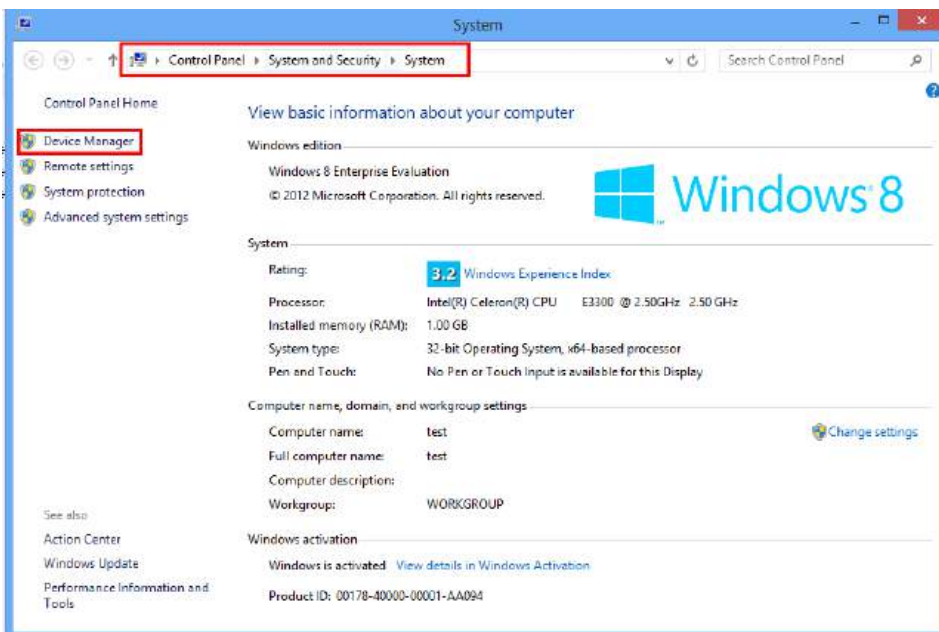 System
Control Panel System and Security System
Search Control Panel
Control Panel Home
Device Manager
Remote settings
System protection
Advanced system settings
See also
Action Center
Windows Update
Performance Information and
Tools
View basic information about your computer
Windows edition
Windows 8 Enterprise Evaluation
© 2012 Microsoft Corporation. All rights reserved.
Windows 8
System
Rating: 3.2 Windows Experience Index
Processor: Intel(R) Celeron(R) CPU E3300 @ 2.50GHz 2.50 GHz
Installed memory (RAM): 1.00 GB
System type: 32-bit Operating System, x64-based processor
Pen and Touch: No Pen or Touch Input is available for this Display
Computer name, domain, and workgroup settings
Computer name: test
Change settings
Full computer name: test
Computer description:
Workgroup: WORKGROUP
Windows activation
Windows is activated View details in Windows Activation
Product ID: 00178-40000-00001-AA094